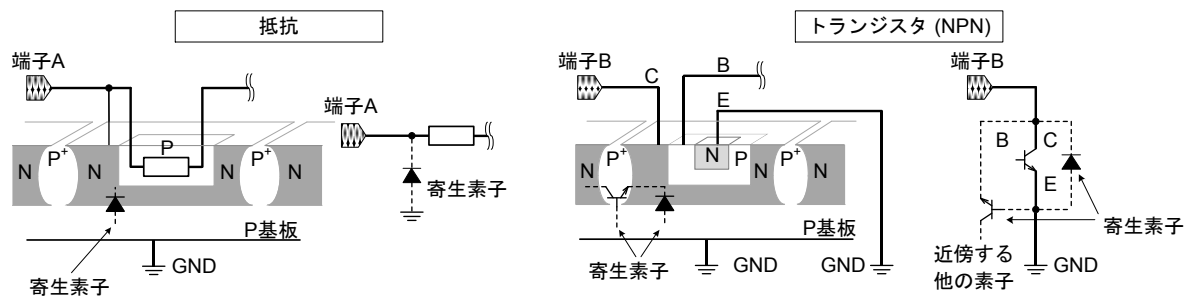 抵抗
端子A
N
P+
N
P
N
P+
N
P基板
GND
寄生素子
端子A
寄生素子
トランジスタ (NPN)
端子B
C
B
E
N
P+
N
N
P
P+
N
N
P基板
寄生素子
GND
GND
端子B
B
C
E
寄生素子
近傍する
他の素子
GND